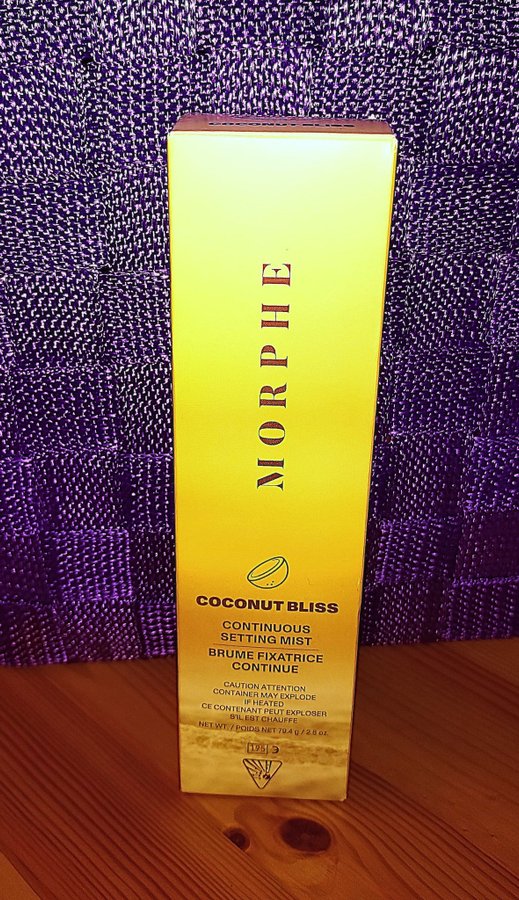 COCONUT BLISS
MORPHE
COCONUT BLISS
CONTINUOUS
SETTING MIST
BRUME FIXATRICE
CONTINUE
CAUTION ATTENTION
CONTAINER MAY EXPLODE
IF HEATED
CE CONTENANT PEUT EXPLOSER
S'IL EST CHAUFFÉ
NET WT. / POIDS NET 79.4 g / 2.8 oz.